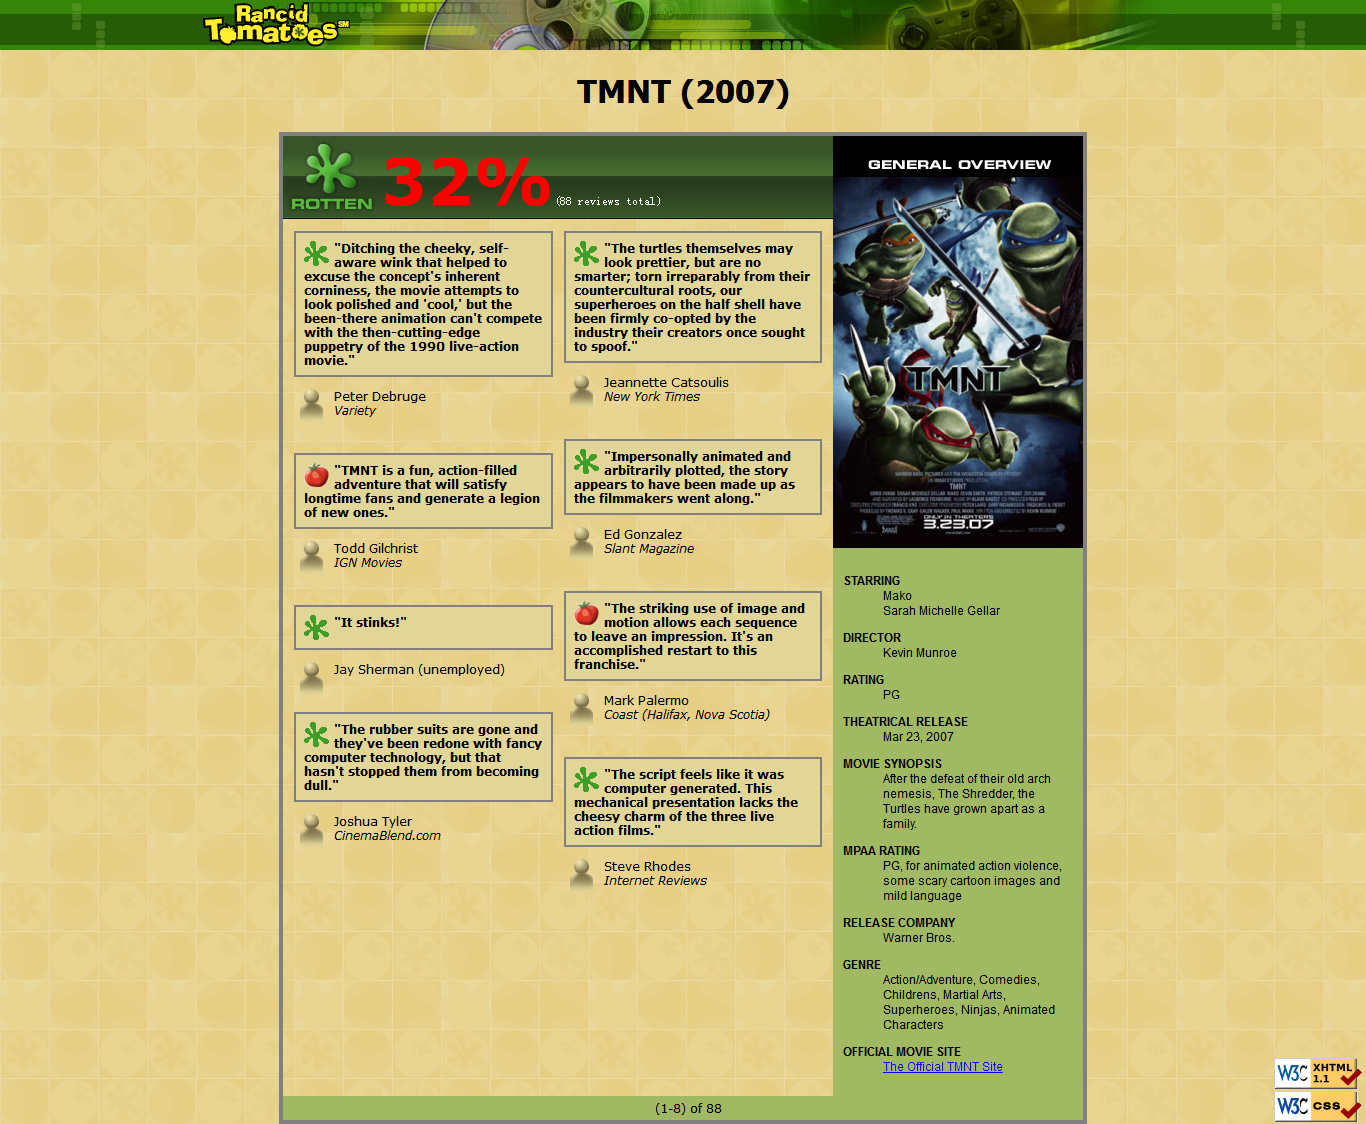 Rancid
TomatoesSM
TMNT (2007)
ROTTEN
32%
(88 reviews total)
"Ditching the cheeky, self-
aware wink that helped to
excuse the concept's inherent
corniness, the movie attempts to
look polished and 'cool,' but the
been-there animation can't compete
with the then-cutting-edge
puppetry of the 1990 live-action
movie."
Peter Debruge
Variety
"TMNT is a fun, action-filled
adventure that will satisfy
longtime fans and generate a legion
of new ones."
Todd Gilchrist
IGN Movies
"It stinks!"
Jay Sherman (unemployed)
"The rubber suits are gone and
they've been redone with fancy
computer technology, but that
hasn't stopped them from becoming
dull."
Joshua Tyler
CinemaBlend.com
"The turtles themselves may
look prettier, but are no
smarter; torn irreparably from their
countercultural roots, our
superheroes on the half shell have
been firmly co-opted by the
industry their creators once sought
to spoof."
Jeannette Catsoulis
New York Times
"Impersonally animated and
arbitrarily plotted, the story
appears to have been made up as
the filmmakers went along."
Ed Gonzalez
Slant Magazine
"The striking use of image and
motion allows each sequence
to leave an impression. It's an
accomplished restart to this
franchise."
Mark Palermo
Coast (Halifax, Nova Scotia)
"The script feels like it was
computer generated. This
mechanical presentation lacks the
cheesy charm of the three live
action films."
Steve Rhodes
Internet Reviews
GENERAL OVERVIEW
TMNT
TMNT
ONLY IN THEATERS
3.23.07
STARRING
Mako
Sarah Michelle Gellar
DIRECTOR
Kevin Munroe
RATING
PG
THEATRICAL RELEASE
Mar 23, 2007
MOVIE SYNOPSIS
After the defeat of their old arch
nemesis, The Shredder, the
Turtles have grown apart as a
family.
MPAA RATING
PG, for animated action violence,
some scary cartoon images and
mild language
RELEASE COMPANY
Warner Bros.
GENRE
Action/Adventure, Comedies,
Childrens, Martial Arts,
Superheroes, Ninjas, Animated
Characters
OFFICIAL MOVIE SITE
The Official TMNT Site
(1-8) of 88
W3C XHTML
1.1
W3C CSS